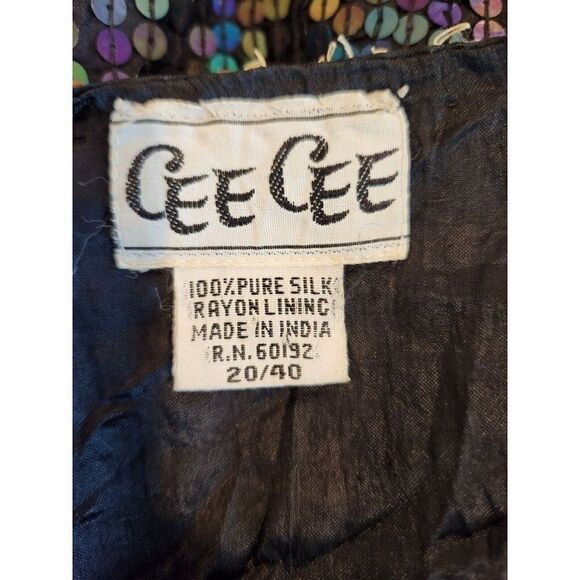 CEE CEE
100% PURE SILK
RAYON LINING
MADE IN INDIA
R.N. 60192
20/40